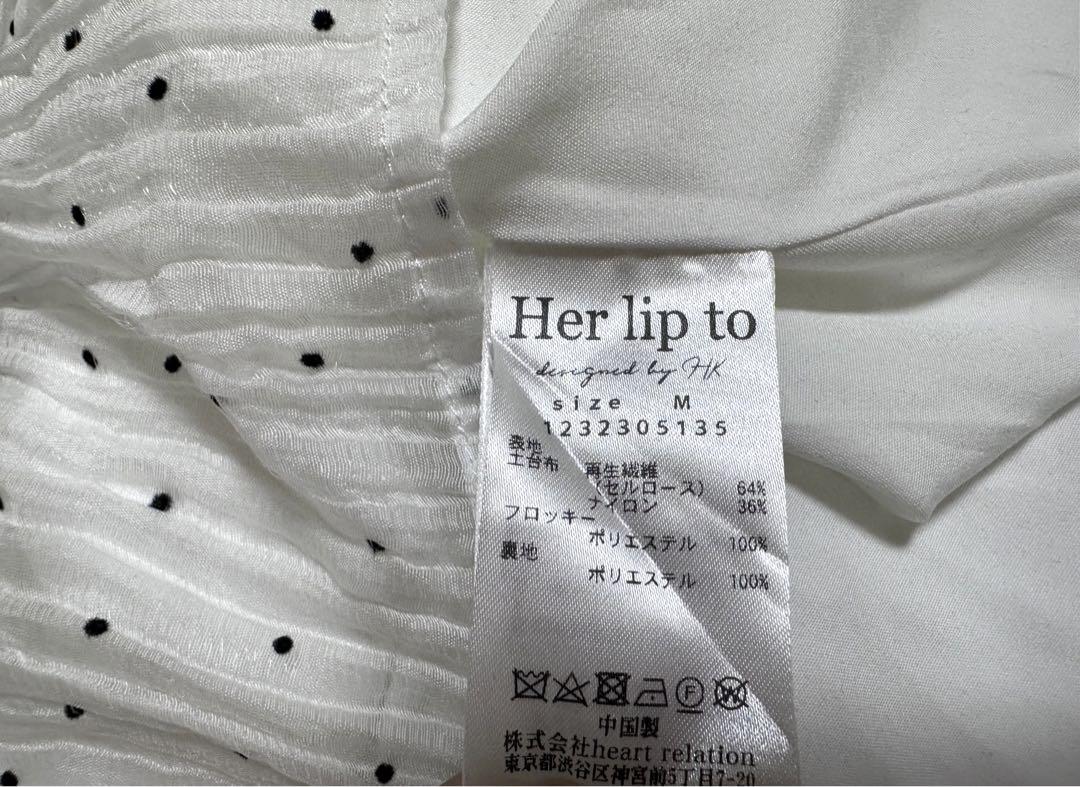 Her lip to
designed by HK
size M
1232305135
表地
土台布 再生繊維
(セルロース) 64%
ナイロン 36%
フロッキー
ポリエステル 100%
裏地
ポリエステル 100%
中国製
株式会社heart relation
東京都渋谷区神宮前5丁目7-20